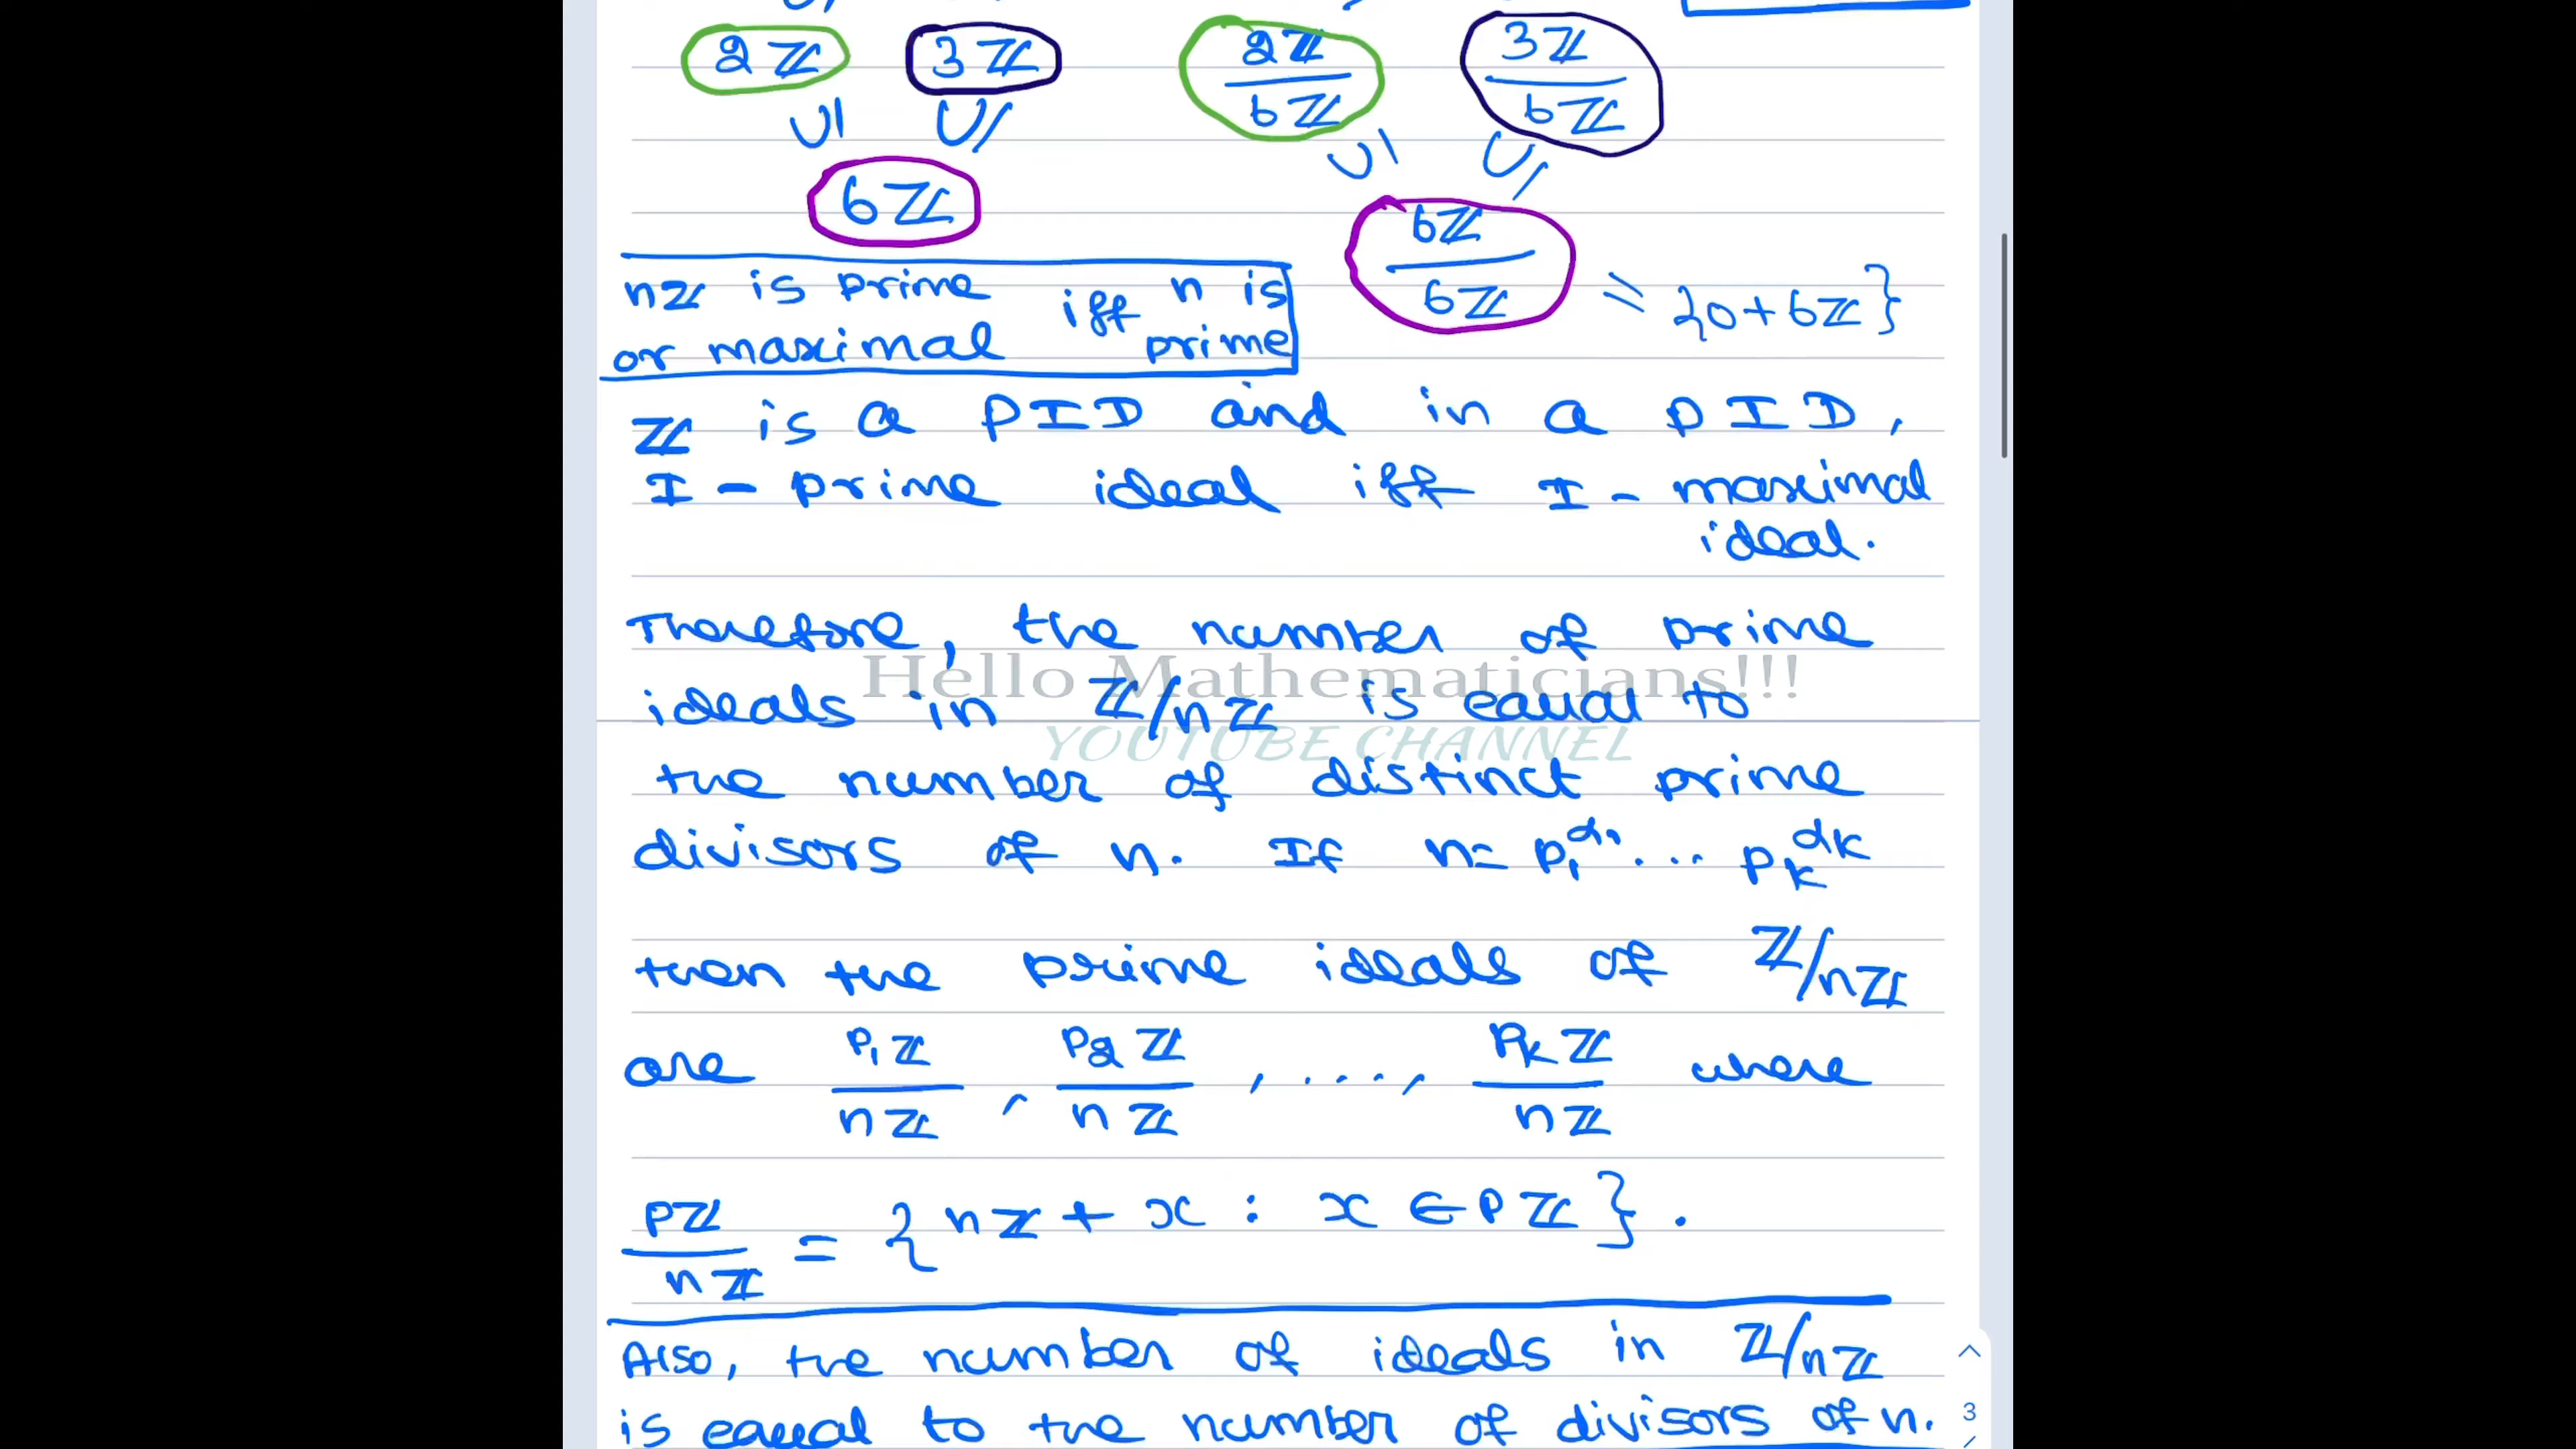 2ℤ 3ℤ 2ℤ/6ℤ 3ℤ/6ℤ
∪| ∪| ∪| ∪|
6ℤ 6ℤ/6ℤ = {0+6ℤ}
nℤ is prime or maximal iff n is prime
ℤ is a PID and in a PID,
I - prime ideal iff I - maximal
ideal.
Therefore, the number of prime
Hello Mathematicians!!!
ideals in ℤ/nℤ is equal to
YOUTUBE CHANNEL
the number of distinct prime
divisors of n. If n = p₁^α₁ ... pₖ^αₖ
then the prime ideals of ℤ/nℤ
are p₁ℤ/nℤ, p₂ℤ/nℤ, ...., pₖℤ/nℤ where
pℤ/nℤ = {nℤ + x : x ∈ pℤ}.
Also, the number of ideals in ℤ/nℤ
is equal to the number of divisors of n.
3